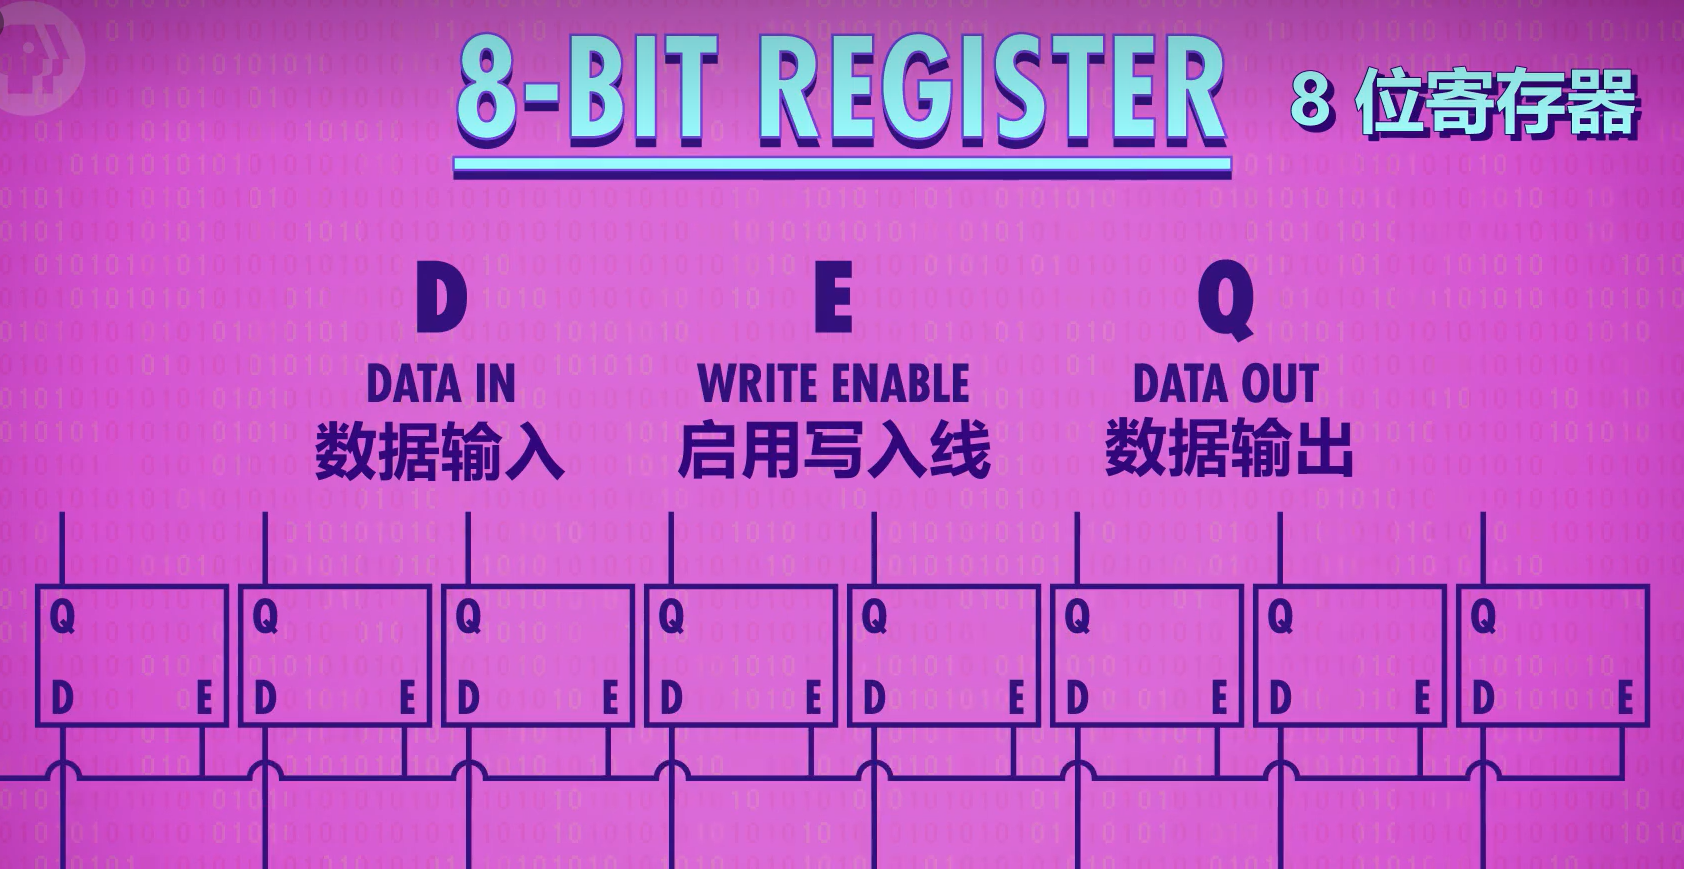 8-BIT REGISTER
8 位寄存器
D
E
Q
DATA IN
WRITE ENABLE
DATA OUT
数据输入
启用写入线
数据输出
Q Q Q Q Q Q Q Q
D E D E D E D E D E D E D E D E